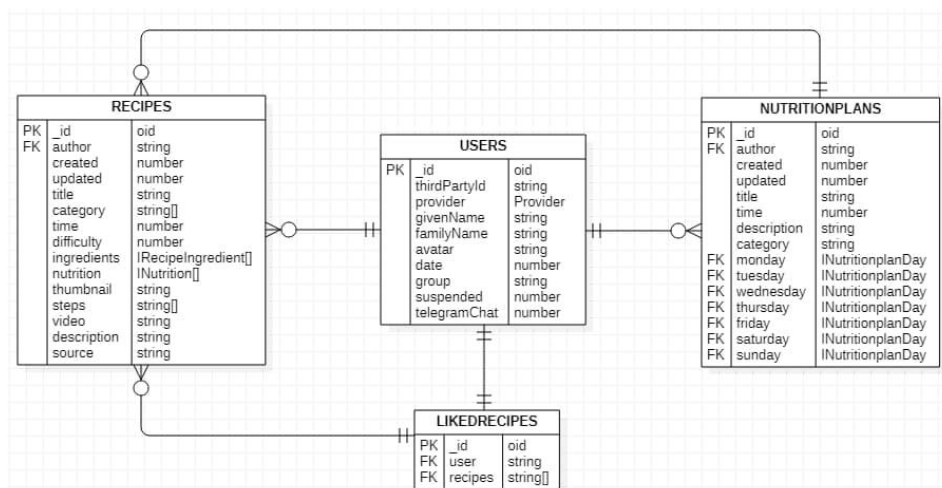 RECIPES
PK _id oid
FK author string
created number
updated number
title string
category string[]
time number
difficulty number
ingredients IRecipeIngredient[]
nutrition INutrition[]
thumbnail string
steps string[]
video string
description string
source string
USERS
PK _id oid
thirdPartyId string
provider Provider
givenName string
familyName string
avatar string
date number
group string
suspended number
telegramChat number
NUTRITIONPLANS
PK _id oid
FK author string
created number
updated number
title string
time number
description string
category string
FK monday INutritionplanDay
FK tuesday INutritionplanDay
FK wednesday INutritionplanDay
FK thursday INutritionplanDay
FK friday INutritionplanDay
FK saturday INutritionplanDay
FK sunday INutritionplanDay
LIKEDRECIPES
PK _id oid
FK user string
FK recipes string[]